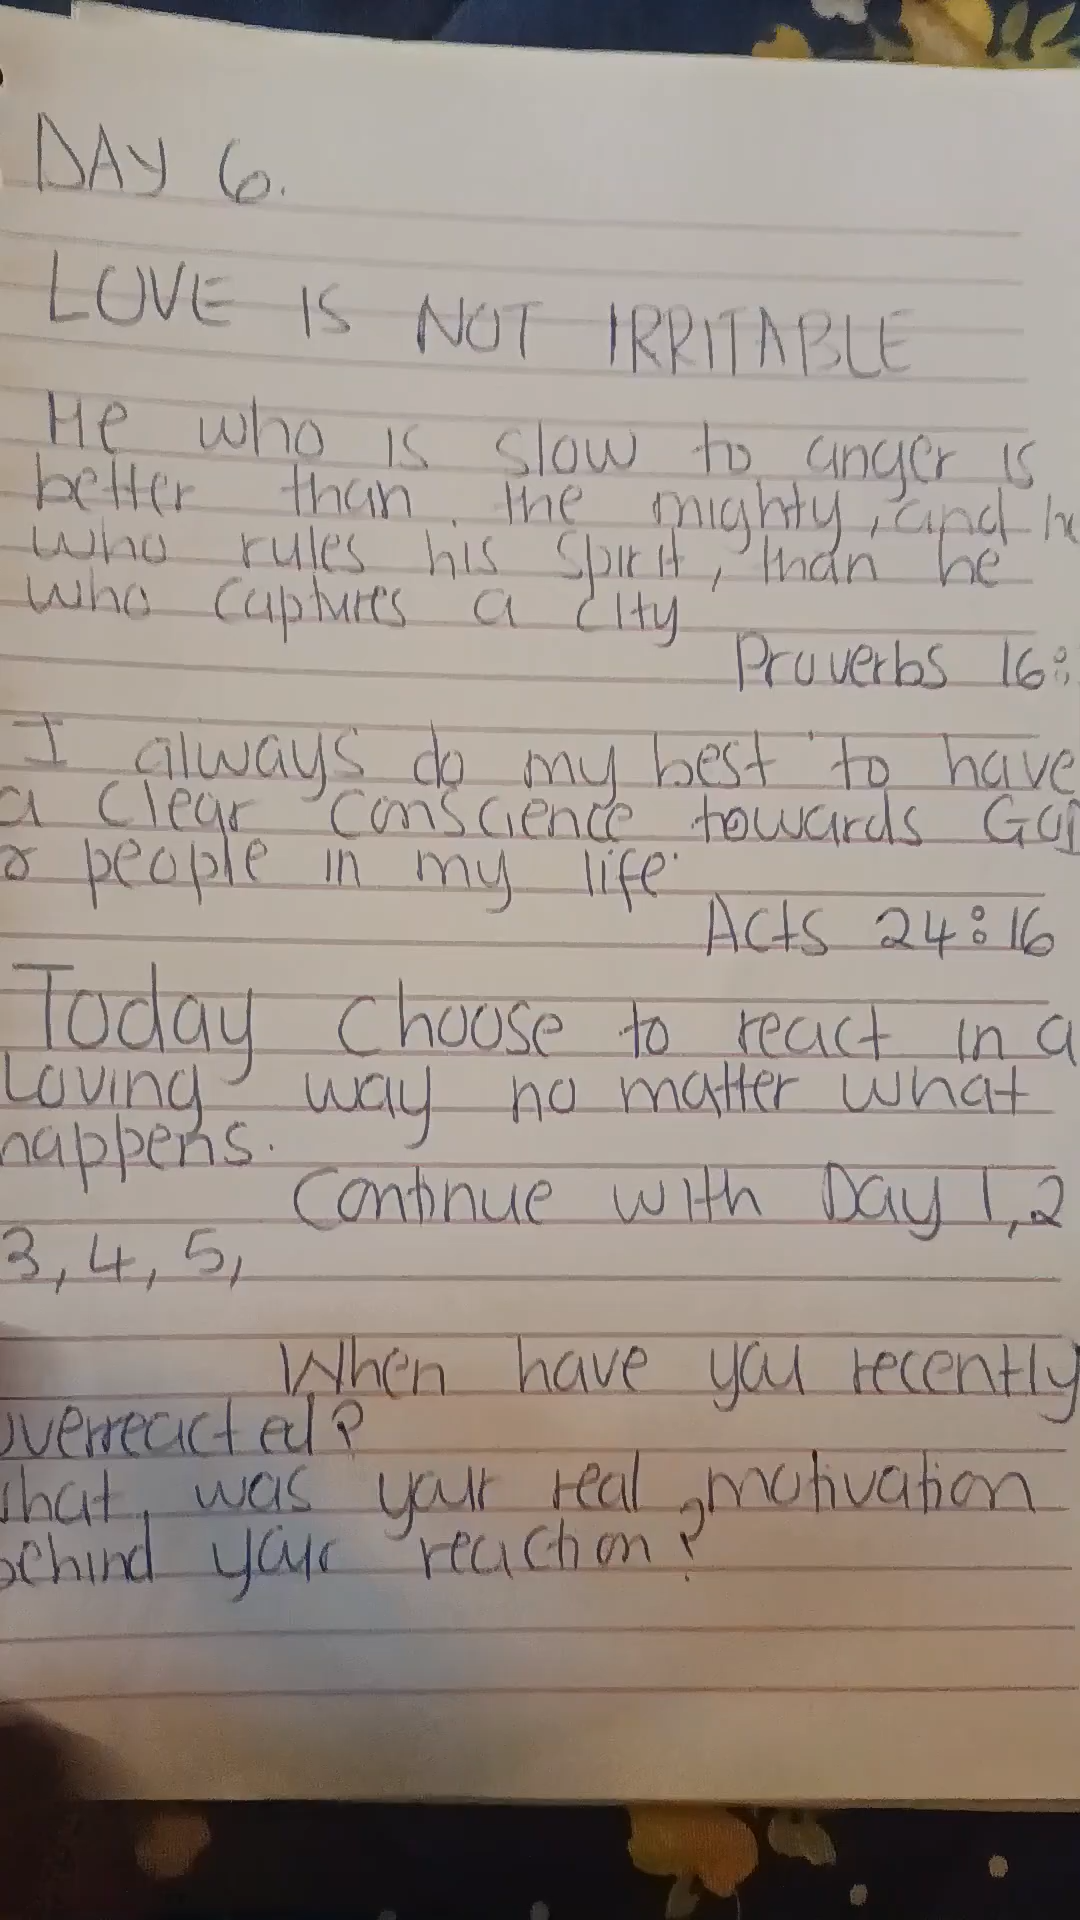 DAY 6.
LOVE IS NOT IRRITABLE
He who is slow to anger is
better than the mighty, and he
who rules his spirit, than he
who captures a city
Proverbs 16:
I always do my best to have
a clear conscience towards God
& people in my life.
Acts 24:16
Today choose to react in a
Loving way no matter what
happens.
Continue with Day 1,2
3, 4, 5,
When have you recently
overreacted?
what was your real motivation
behind your reaction?